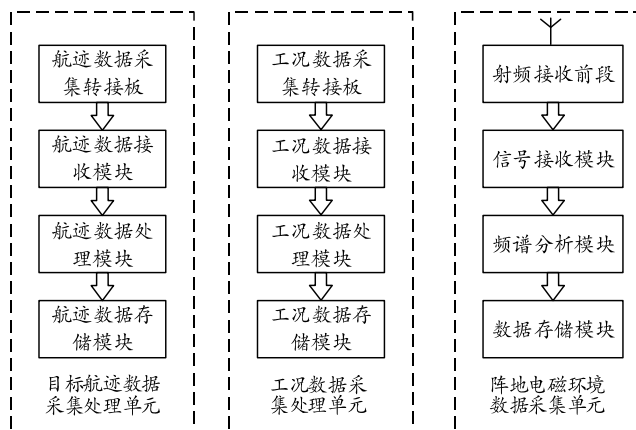 航迹数据采
集转接板
航迹数据接
收模块
航迹数据处
理模块
航迹数据存
储模块
目标航迹数据
采集处理单元
工况数据采
集转接板
工况数据接
收模块
工况数据处
理模块
工况数据存
储模块
工况数据采
集处理单元
射频接收前段
信号接收模块
频谱分析模块
数据存储模块
阵地电磁环境
数据采集单元